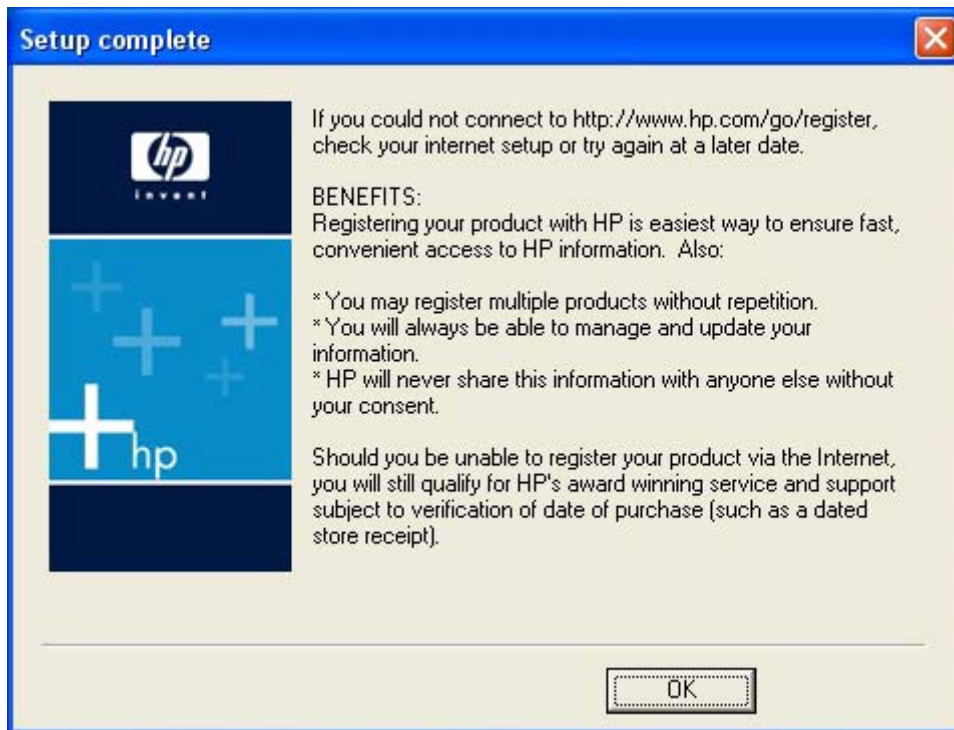 Setup complete
hp
invent
hp
If you could not connect to http://www.hp.com/go/register,
check your internet setup or try again at a later date.
BENEFITS:
Registering your product with HP is easiest way to ensure fast,
convenient access to HP information.  Also:
* You may register multiple products without repetition.
* You will always be able to manage and update your
information.
* HP will never share this information with anyone else without
your consent.
Should you be unable to register your product via the Internet,
you will still qualify for HP's award winning service and support
subject to verification of date of purchase (such as a dated
store receipt).
OK